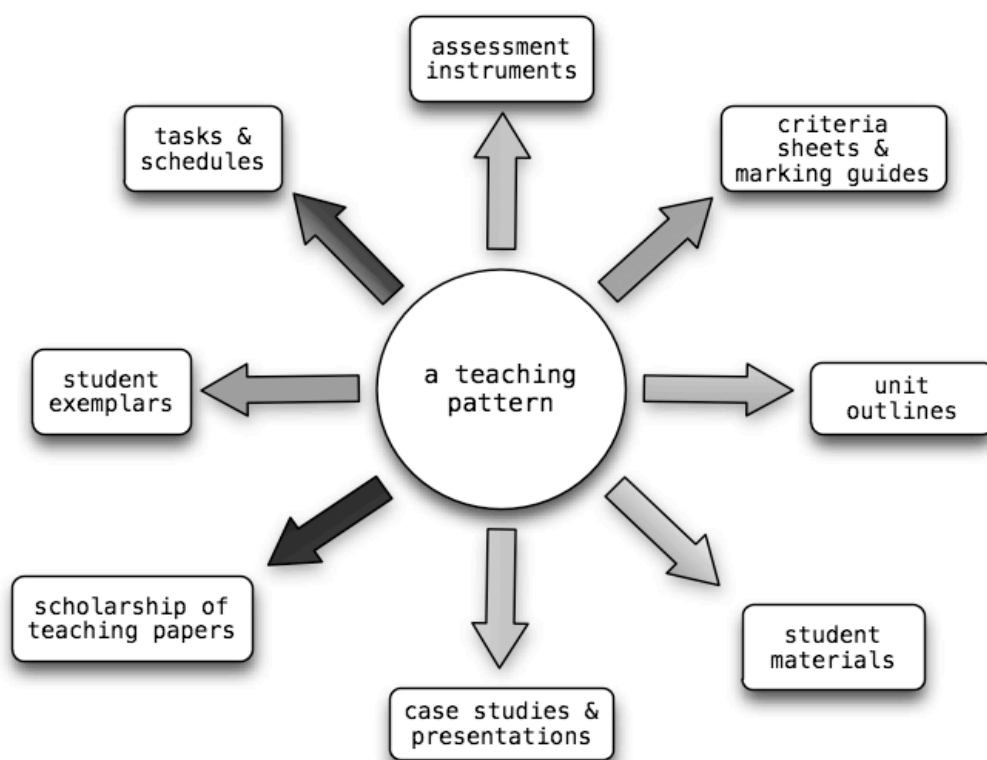 assessment
instruments
tasks &
schedules
criteria
sheets &
marking guides
student
exemplars
a teaching
pattern
unit
outlines
scholarship of
teaching papers
student
materials
case studies &
presentations